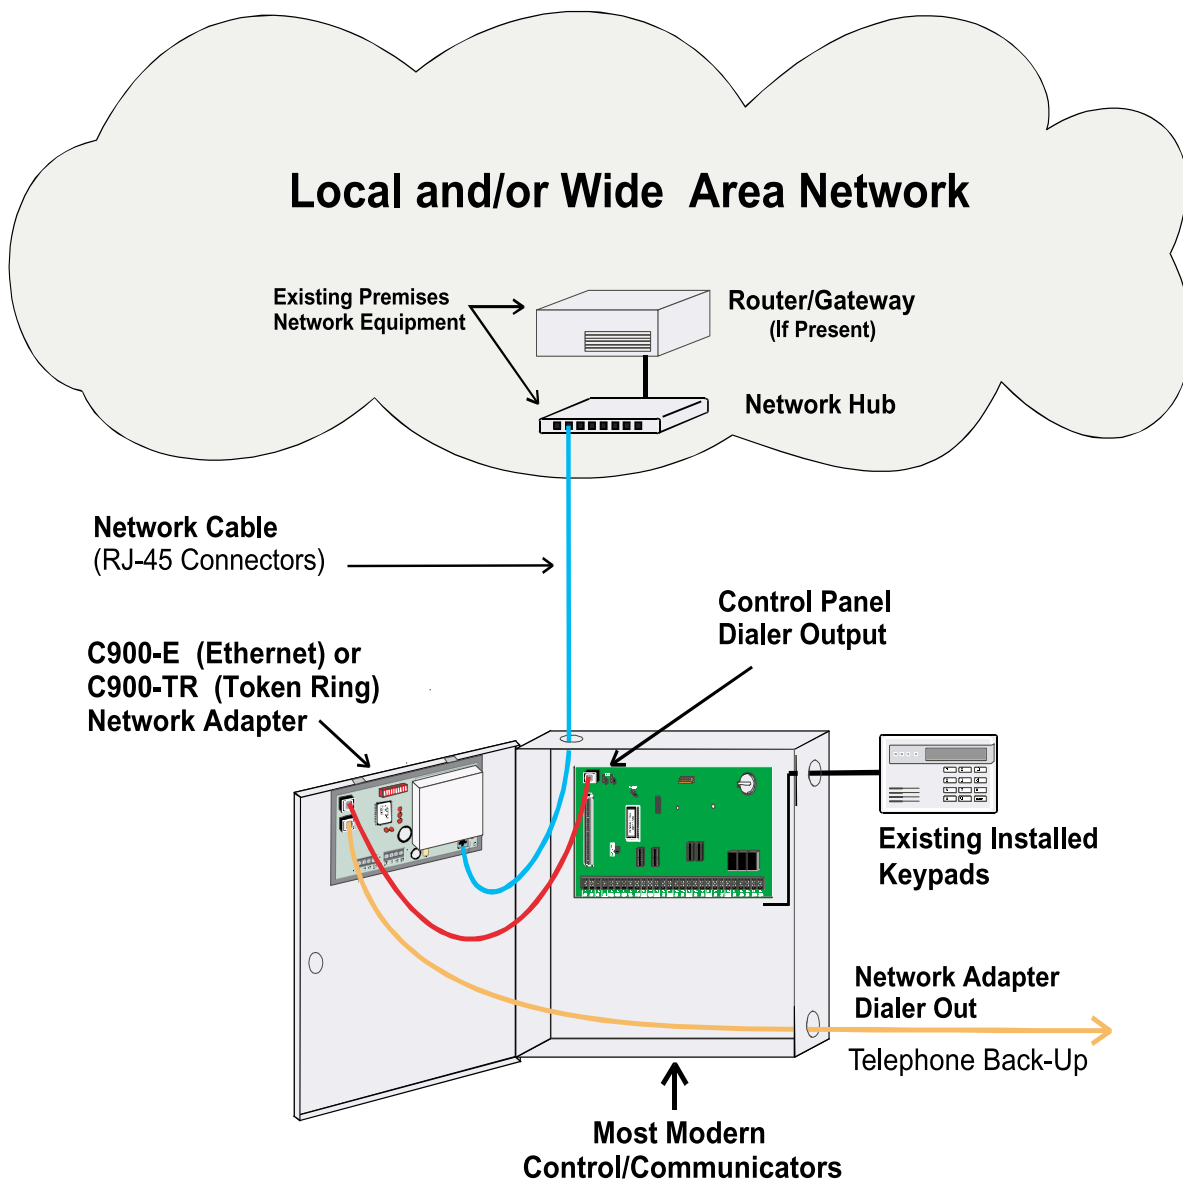 Local and/or Wide Area Network
Existing Premises
Network Equipment
Router/Gateway
(If Present)
Network Hub
Network Cable
(RJ-45 Connectors)
Control Panel
Dialer Output
C900-E (Ethernet) or
C900-TR (Token Ring)
Network Adapter
Existing Installed
Keypads
Network Adapter
Dialer Out
Telephone Back-Up
Most Modern
Control/Communicators